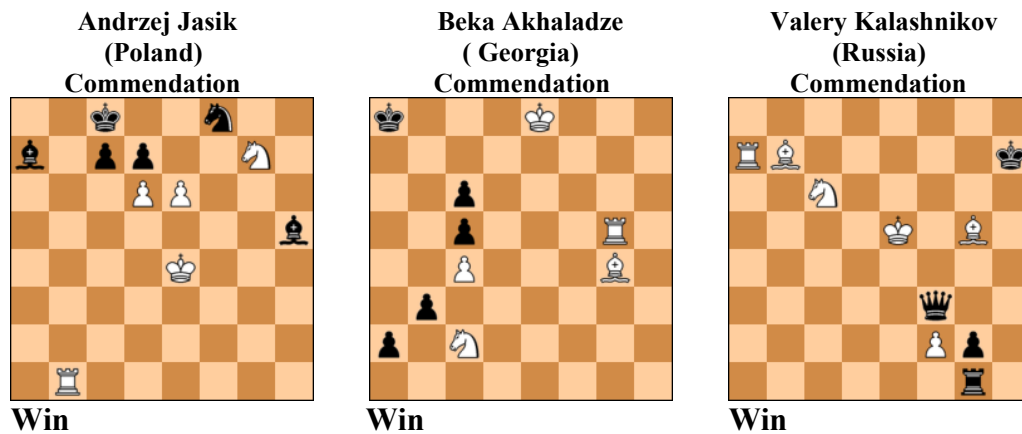 Andrzej Jasik
(Poland)
Commendation
Win
Beka Akhaladze
( Georgia)
Commendation
Win
Valery Kalashnikov
(Russia)
Commendation
Win